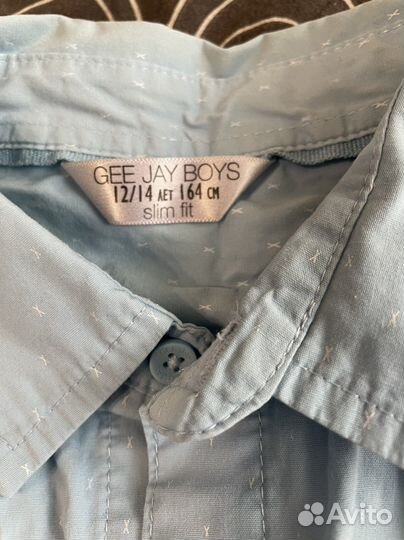 GEE JAY BOYS
12/14 ЛЕТ 164 СМ
slim fit
Avito